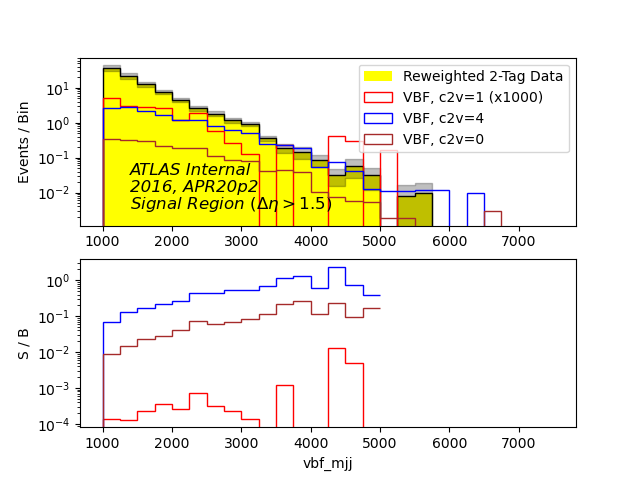 Reweighted 2-Tag Data
VBF, c2v=1 (x1000)
VBF, c2v=4
VBF, c2v=0
ATLAS Internal
2016, APR20p2
Signal Region (Δη > 1.5)
Events / Bin
10¹
10⁰
10⁻¹
10⁻²
1000 2000 3000 4000 5000 6000 7000
S / B
10⁰
10⁻¹
10⁻²
10⁻³
10⁻⁴
1000 2000 3000 4000 5000 6000 7000
vbf_mjj